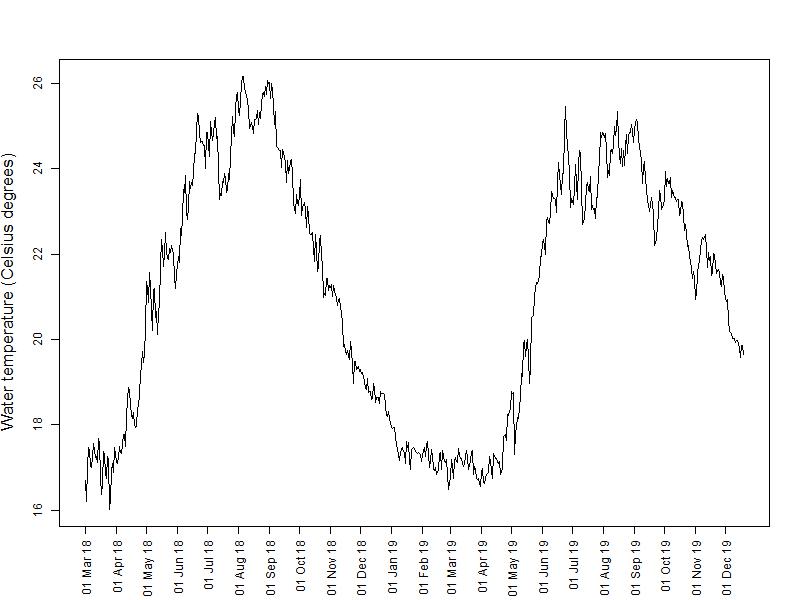 Water temperature (Celsius degrees)
26
24
22
20
18
16
01 Mar 18
01 Apr 18
01 May 18
01 Jun 18
01 Jul 18
01 Aug 18
01 Sep 18
01 Oct 18
01 Nov 18
01 Dec 18
01 Jan 19
01 Feb 19
01 Mar 19
01 Apr 19
01 May 19
01 Jun 19
01 Jul 19
01 Aug 19
01 Sep 19
01 Oct 19
01 Nov 19
01 Dec 19